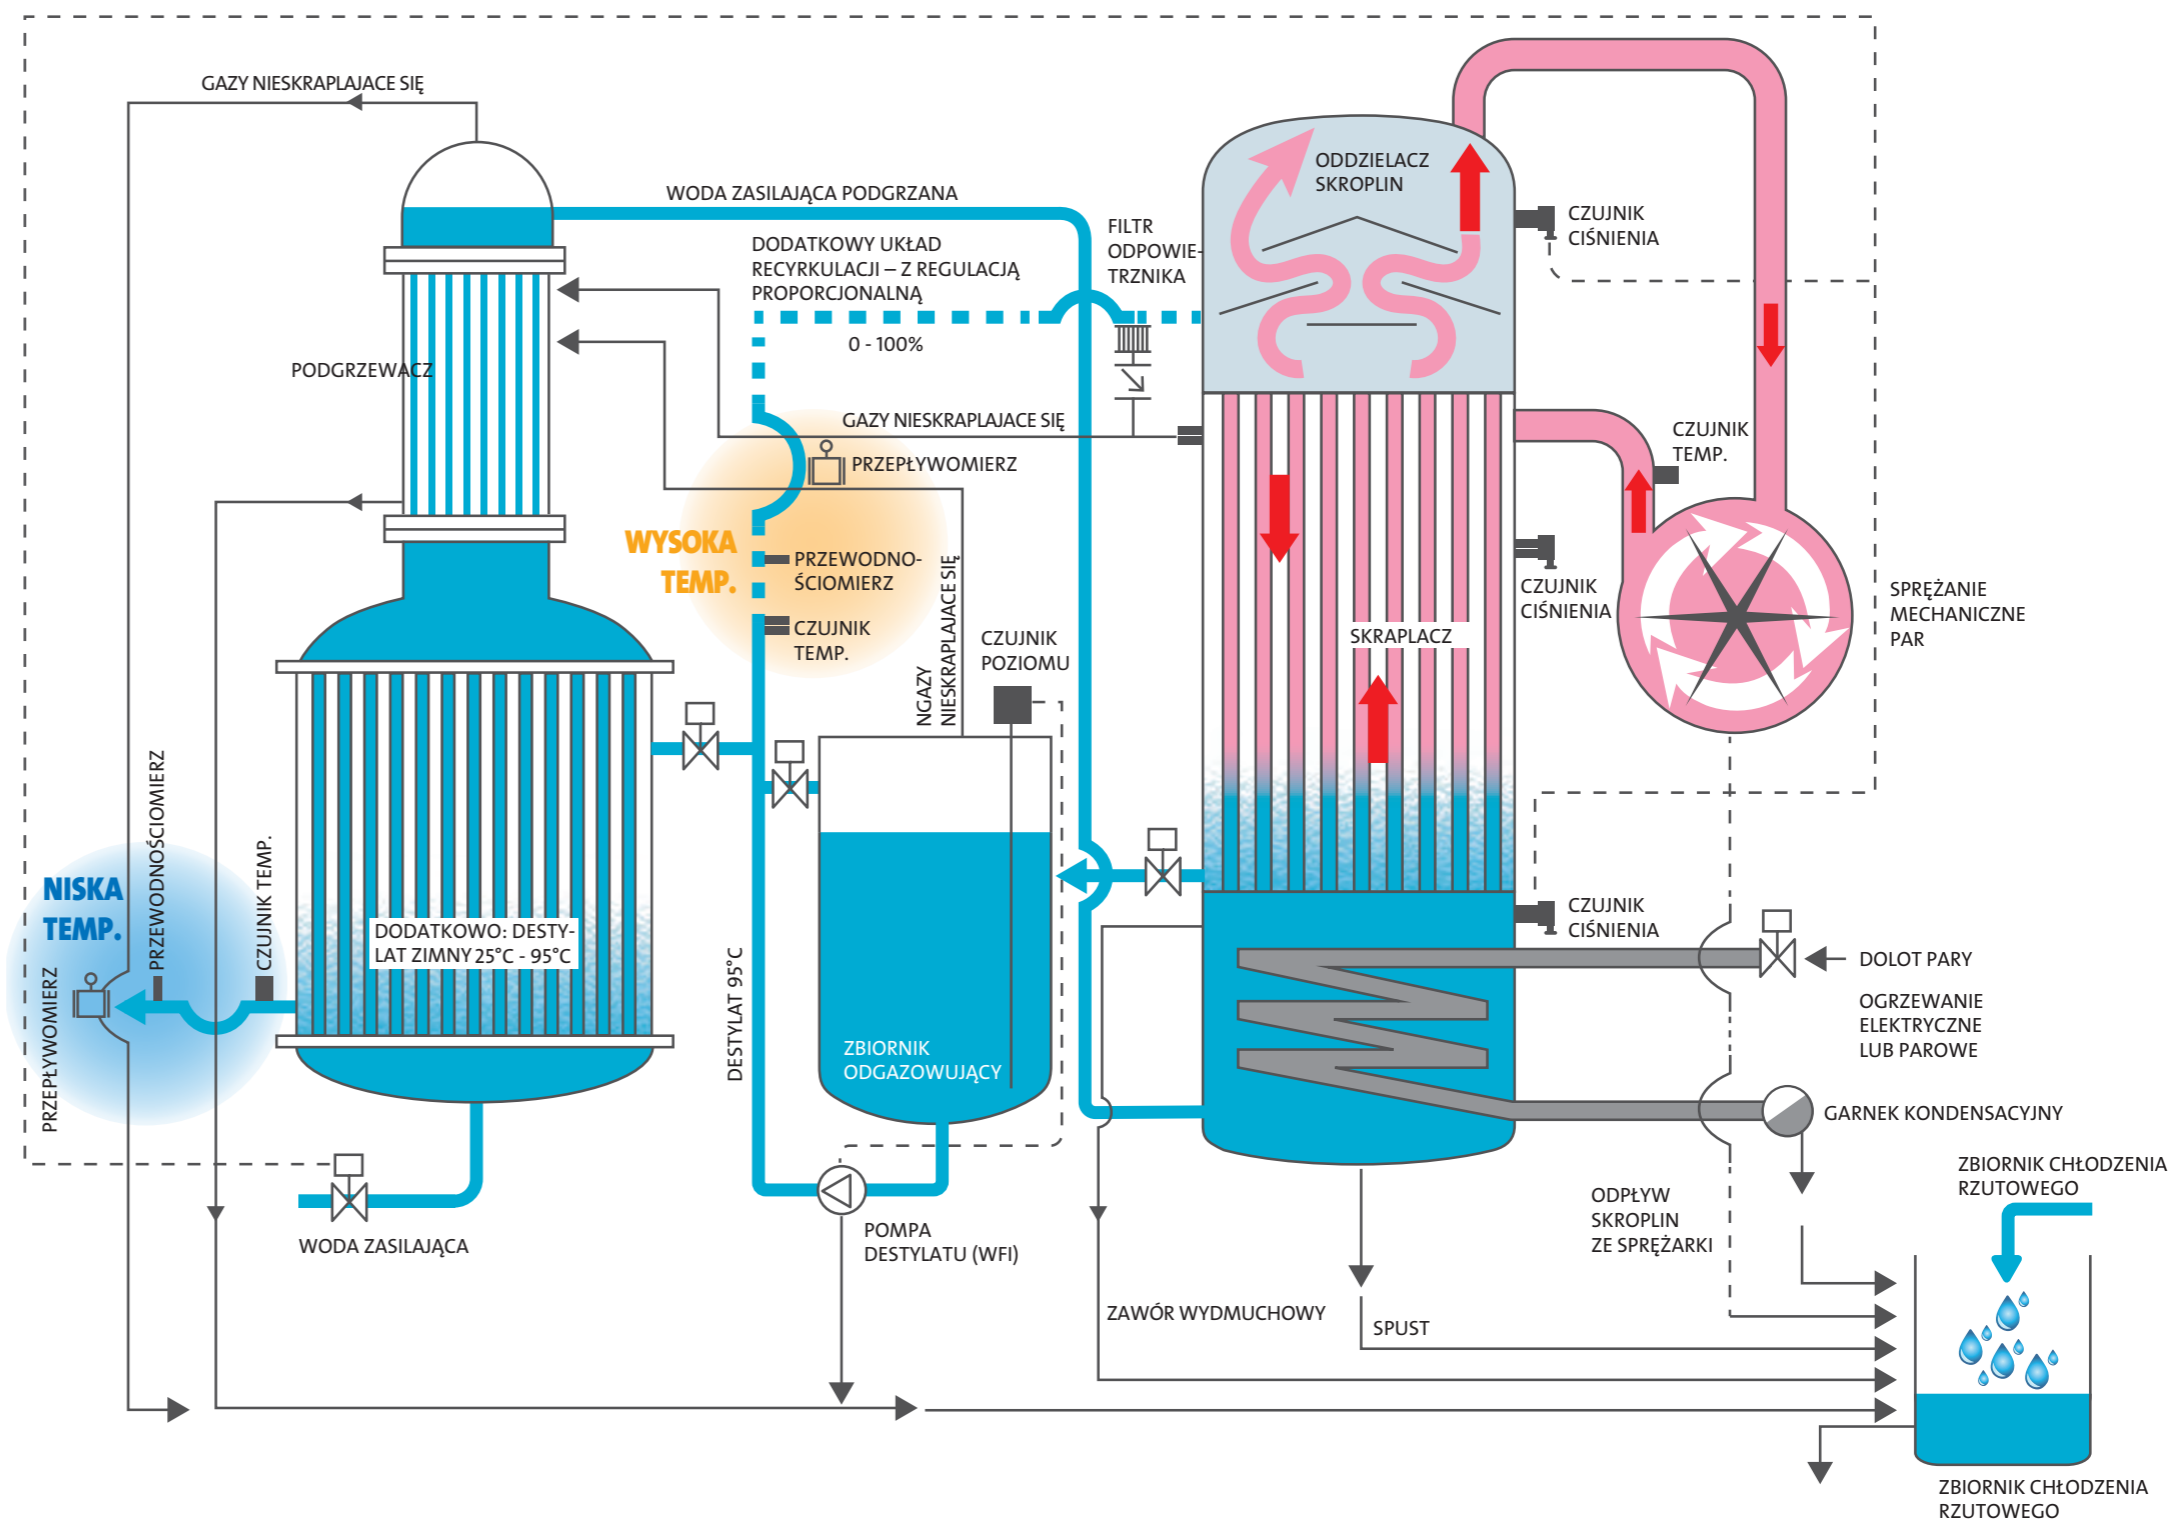 GAZY NIESKRAPLAJACE SIĘ
WODA ZASILAJĄCA PODGRZANA
DODATKOWY UKŁAD
RECYRKULACJI – Z REGULACJĄ
PROPORCJONALNĄ
0 - 100%
FILTR
ODPOWIE-
TRZNIKA
ODDZIELACZ
SKROPLIN
CZUJNIK
CIŚNIENIA
PODGRZEWACZ
GAZY NIESKRAPLAJACE SIĘ
PRZEPŁYWOMIERZ
WYSOKA
TEMP.
PRZEWODNO-
ŚCIOMIERZ
CZUJNIK
TEMP.
NGAZY
NIESKRAPLAJACE SIĘ
CZUJNIK
POZIOMU
CZUJNIK
TEMP.
CZUJNIK
CIŚNIENIA
SPRĘŻANIE
MECHANICZNE
PAR
SKRAPLACZ
NISKA
TEMP.
PRZEWODNOŚCIOMIERZ
CZUJNIK TEMP.
PRZEPŁYWOMIERZ
DODATKOWO: DESTY-
LAT ZIMNY 25°C - 95°C
DESTYLAT 95°C
ZBIORNIK
ODGAZOWUJĄCY
CZUJNIK
CIŚNIENIA
DOLOT PARY
OGRZEWANIE
ELEKTRYCZNE
LUB PAROWE
GARNEK KONDENSACYJNY
WODA ZASILAJĄCA
POMPA
DESTYLATU (WFI)
ODPŁYW
SKROPLIN
ZE SPRĘŻARKI
ZBIORNIK CHŁODZENIA
RZUTOWEGO
ZAWÓR WYDMUCHOWY
SPUST
ZBIORNIK CHŁODZENIA
RZUTOWEGO